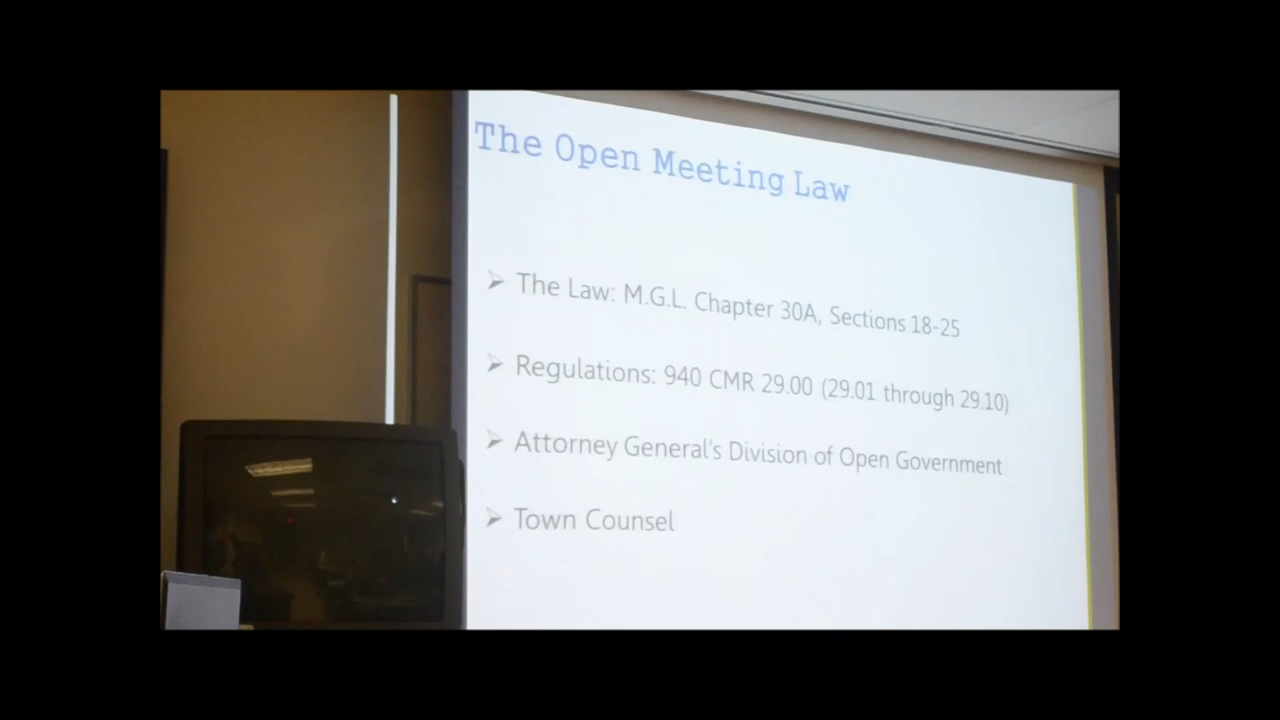 The Open Meeting Law
The Law: M.G.L. Chapter 30A, Sections 18-25
Regulations: 940 CMR 29.00 (29.01 through 29.10)
Attorney General's Division of Open Government
Town Counsel